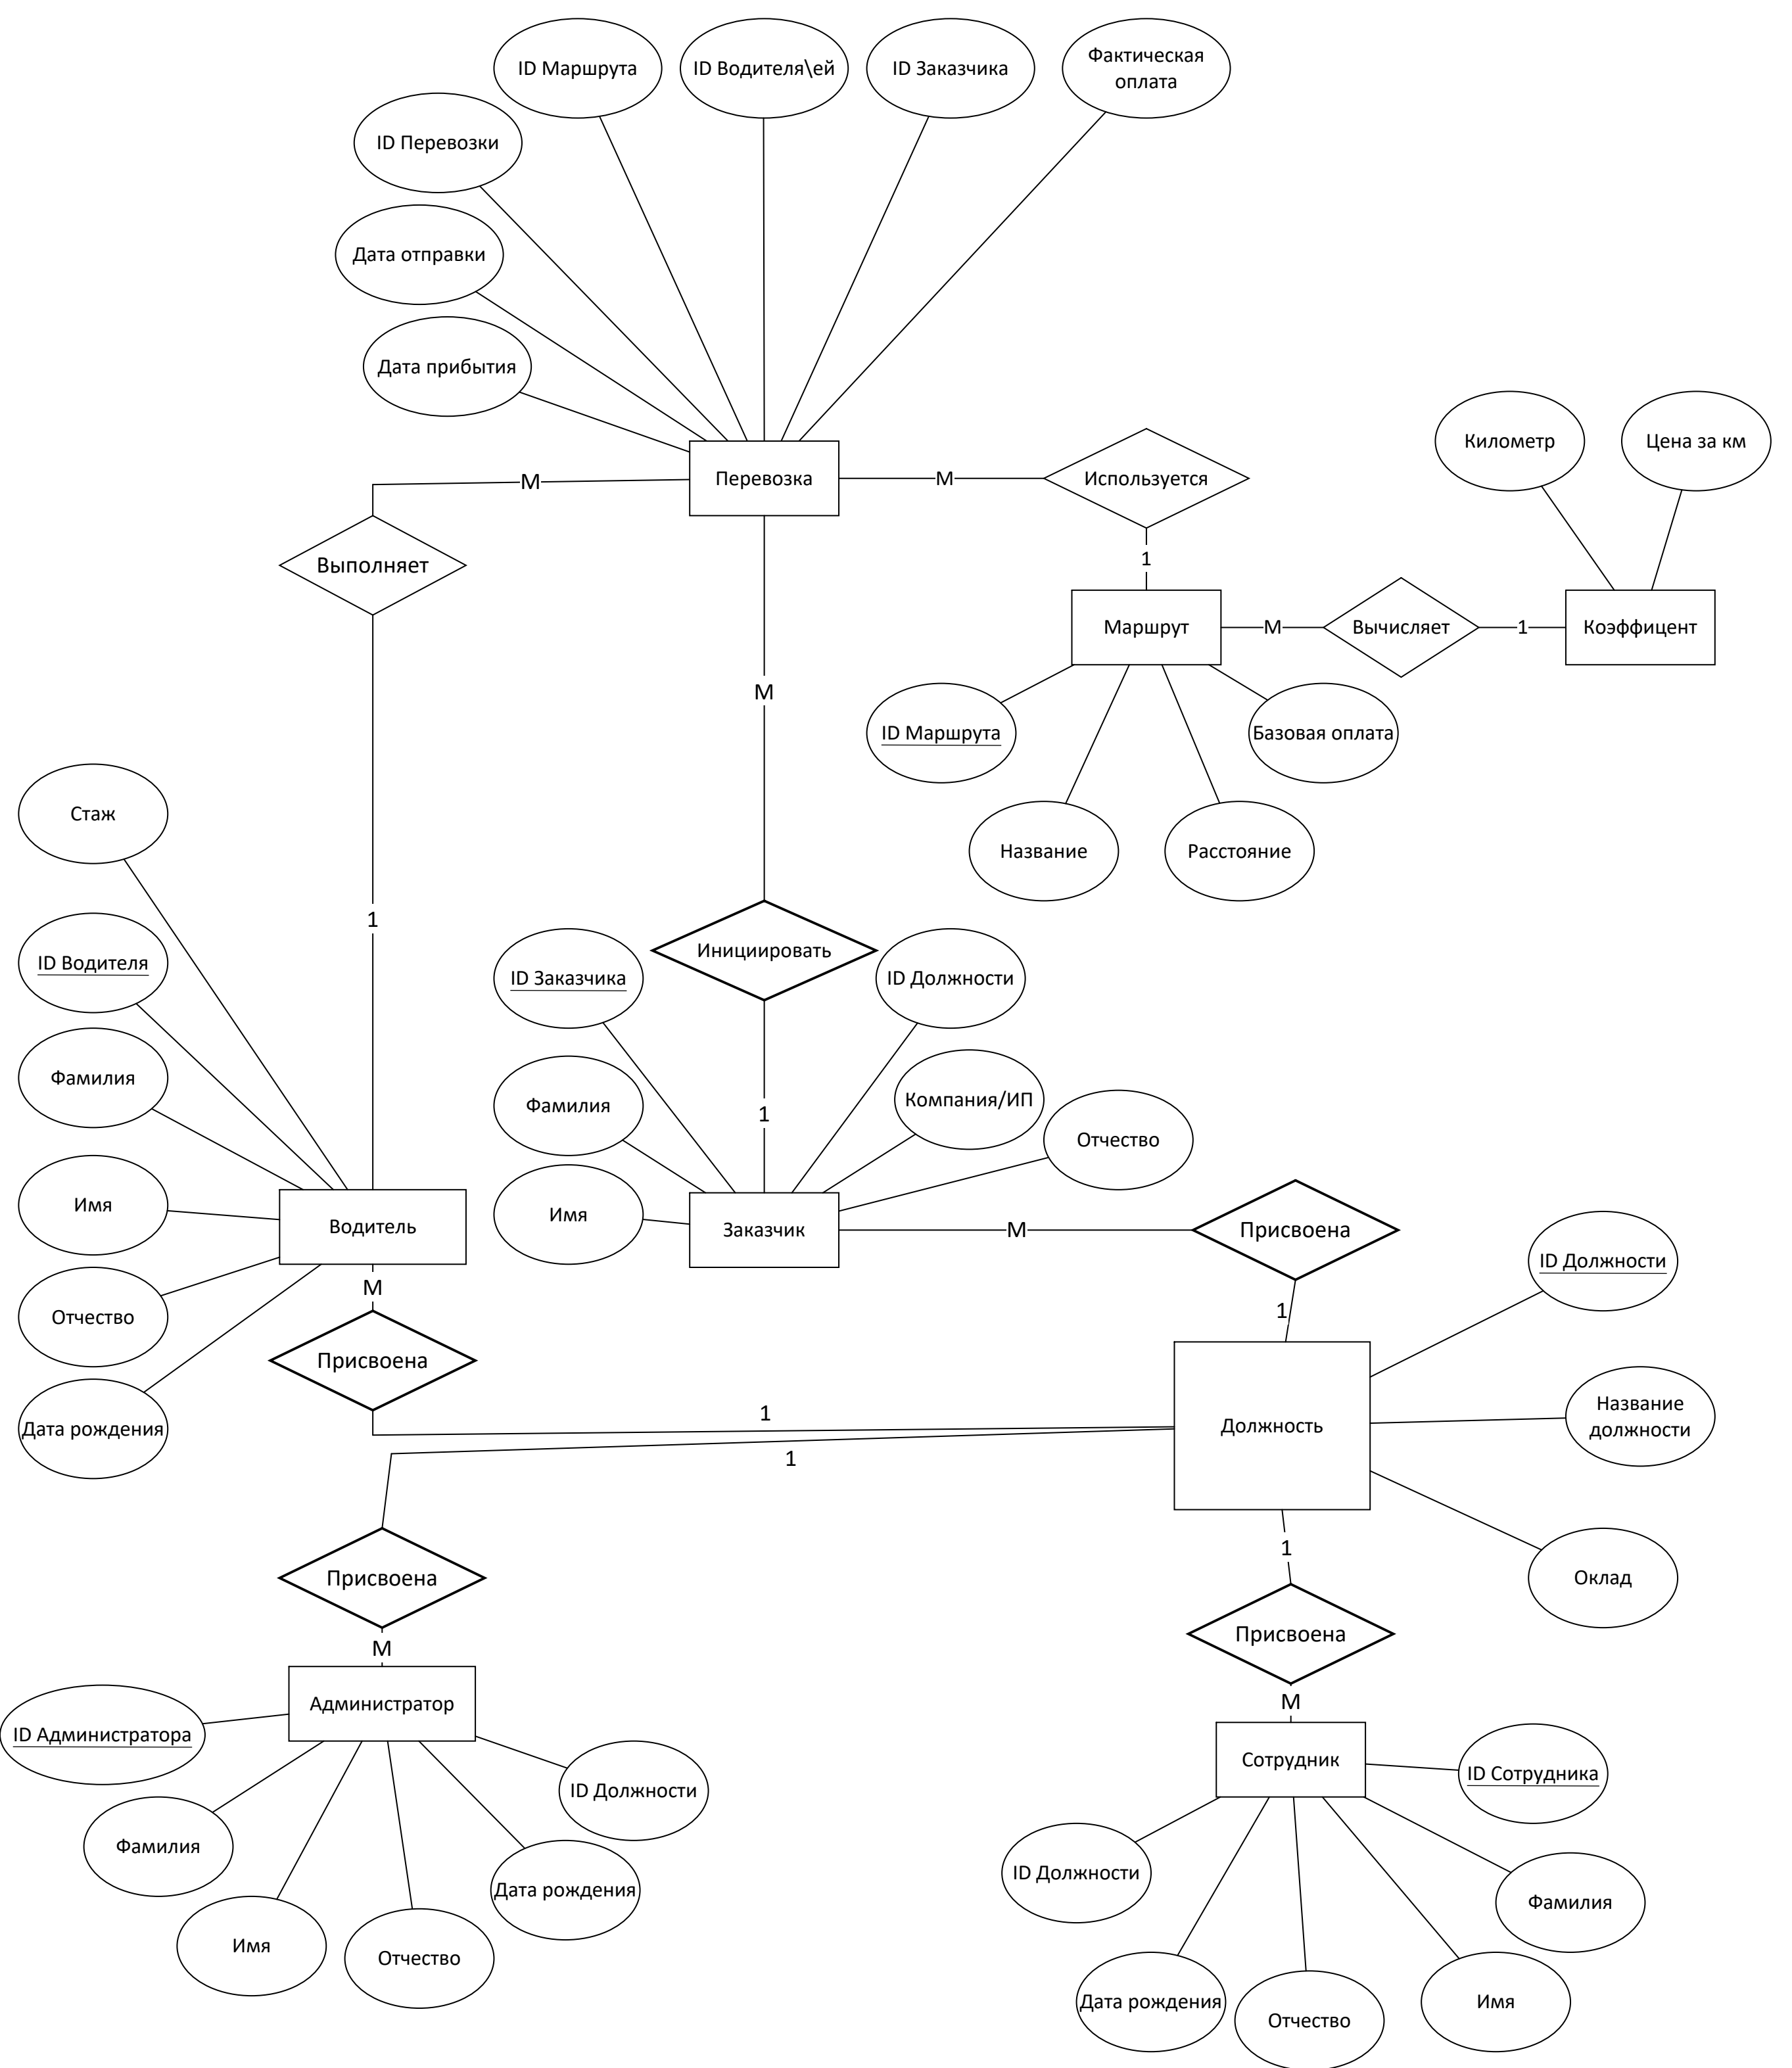 ID Маршрута
ID Водителя\ей
ID Заказчика
Фактическая
оплата
ID Перевозки
Дата отправки
Дата прибытия
Километр
Цена за км
М
Перевозка
М
Используется
Выполняет
1
Маршрут
М
Вычисляет
1
Коэффицент
М
ID Маршрута
Базовая оплата
Название
Расстояние
Стаж
1
ID Водителя
Инициировать
ID Заказчика
ID Должности
Фамилия
Фамилия
1
Компания/ИП
Отчество
Имя
Имя
Водитель
Заказчик
М
Присвоена
ID Должности
М
Отчество
1
Присвоена
Дата рождения
1
Должность
Название
должности
1
1
Присвоена
Оклад
Присвоена
М
М
Администратор
ID Администратора
Сотрудник
ID Сотрудника
ID Должности
Фамилия
ID Должности
Дата рождения
Фамилия
Имя
Отчество
Дата рождения
Отчество
Имя